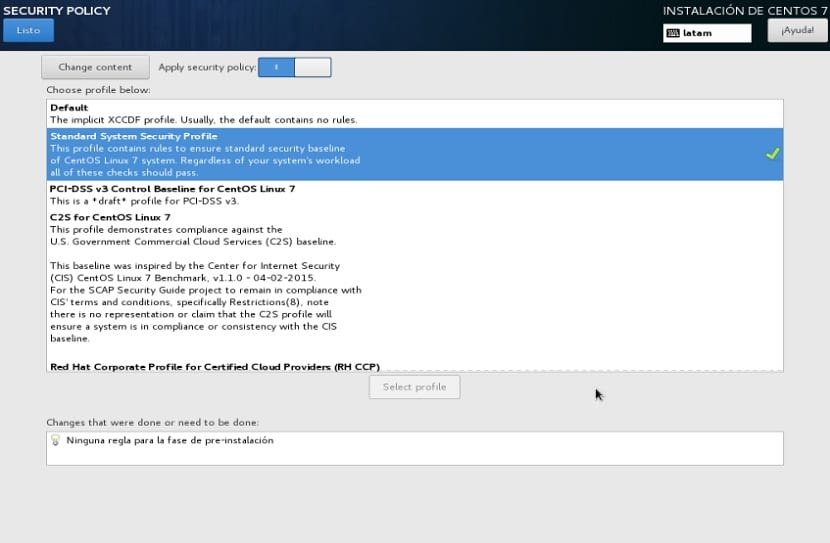 SECURITY POLICY
INSTALACIÓN DE CENTOS 7
Listo
latam
¡Ayuda!
Change content
Apply security policy:
Choose profile below:
Default
The implicit XCCDF profile. Usually, the default contains no rules.
Standard System Security Profile
This profile contains rules to ensure standard security baseline
of CentOS Linux 7 system. Regardless of your system's workload
all of these checks should pass.
PCI-DSS v3 Control Baseline for CentOS Linux 7
This is a *draft* profile for PCI-DSS v3.
C2S for CentOS Linux 7
This profile demonstrates compliance against the
U.S. Government Commercial Cloud Services (C2S) baseline.
This baseline was inspired by the Center for Internet Security
(CIS) CentOS Linux 7 Benchmark, v1.1.0 - 04-02-2015.
For the SCAP Security Guide project to remain in compliance with
CIS' terms and conditions, specifically Restrictions(8), note
there is no representation or claim that the C2S profile will
ensure a system is in compliance or consistency with the CIS
baseline.
Red Hat Corporate Profile for Certified Cloud Providers (RH CCP)
Select profile
Changes that were done or need to be done:
Ninguna regla para la fase de pre-instalación